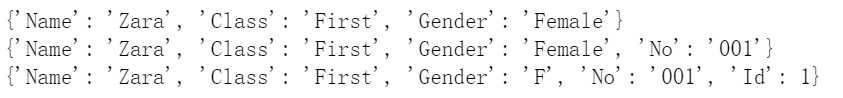 {'Name': 'Zara', 'Class': 'First', 'Gender': 'Female'}
{'Name': 'Zara', 'Class': 'First', 'Gender': 'Female', 'No': '001'}
{'Name': 'Zara', 'Class': 'First', 'Gender': 'F', 'No': '001', 'Id': 1}